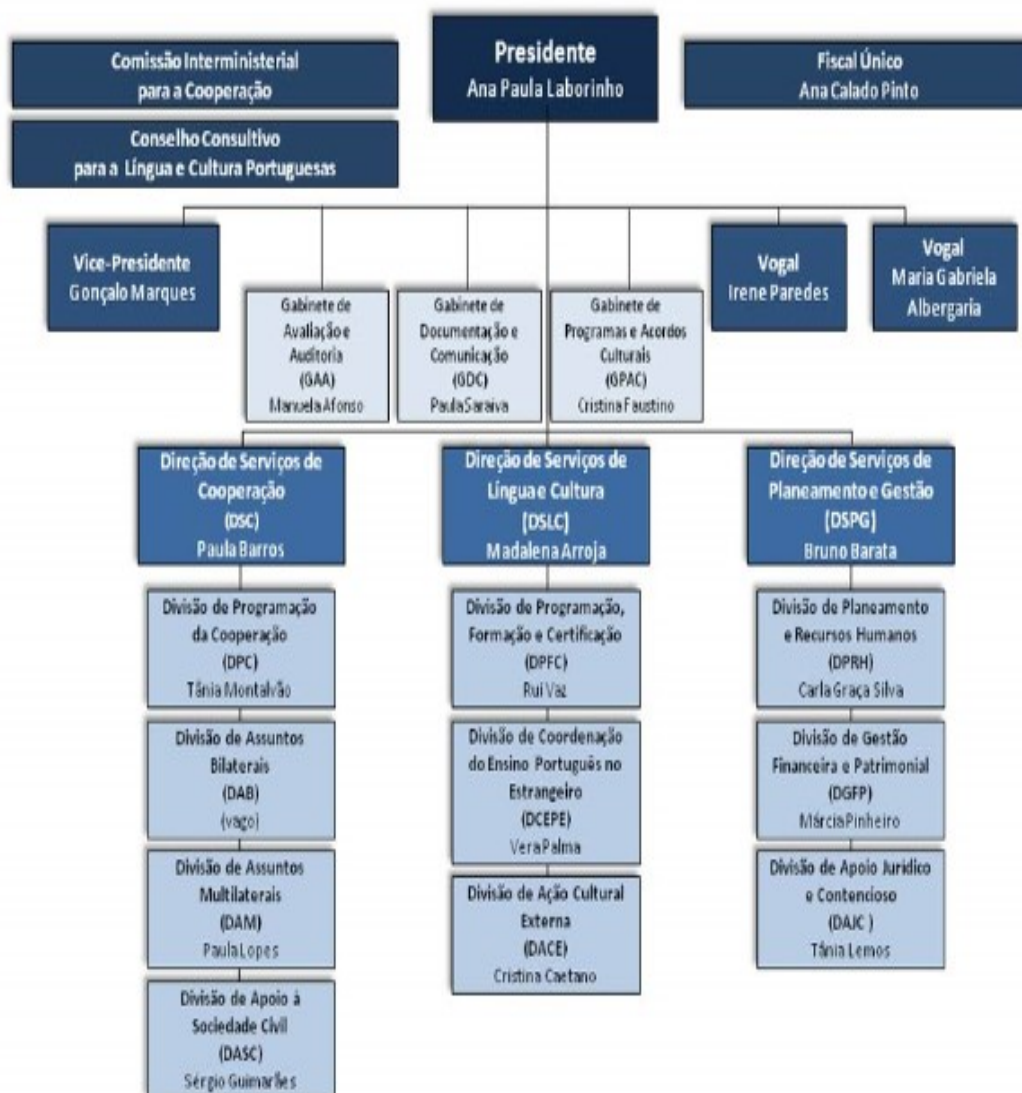 Presidente
Ana Paula Laborinho
Comissão Interministerial
para a Cooperação
Fiscal Único
Ana Calado Pinto
Conselho Consultivo
para a Língua e Cultura Portuguesas
Vice-Presidente
Gonçalo Marques
Gabinete de
Avaliação e
Auditoria
(GAA)
Manuela Afonso
Gabinete de
Documentação e
Comunicação
(GDC)
Paula Saraiva
Gabinete de
Programas e Acordos
Culturais
(GPAC)
Cristina Faustino
Vogal
Irene Paredes
Vogal
Maria Gabriela
Albergaria
Direção de Serviços de
Cooperação
(DSC)
Paula Barros
Direção de Serviços de
Língua e Cultura
(DSLC)
Madalena Arroja
Direção de Serviços de
Planeamento e Gestão
(DSPG)
Bruno Barata
Divisão de Programação
da Cooperação
(DPC)
Tânia Montalvão
Divisão de Assuntos
Bilaterais
(DAB)
(vago)
Divisão de Assuntos
Multilaterais
(DAM)
Paula Lopes
Divisão de Apoio à
Sociedade Civil
(DASC)
Sérgio Guimarães
Divisão de Programação,
Formação e Certificação
(DPFC)
Rui Vaz
Divisão de Coordenação
do Ensino Português no
Estrangeiro
(DCEPE)
Vera Palma
Divisão de Ação Cultural
Externa
(DACE)
Cristina Caetano
Divisão de Planeamento
e Recursos Humanos
(DPRH)
Carla Graça Silva
Divisão de Gestão
Financeira e Patrimonial
(DGFP)
Márcia Pinheiro
Divisão de Apoio Jurídico
e Contencioso
(DAJC )
Tânia Lemos